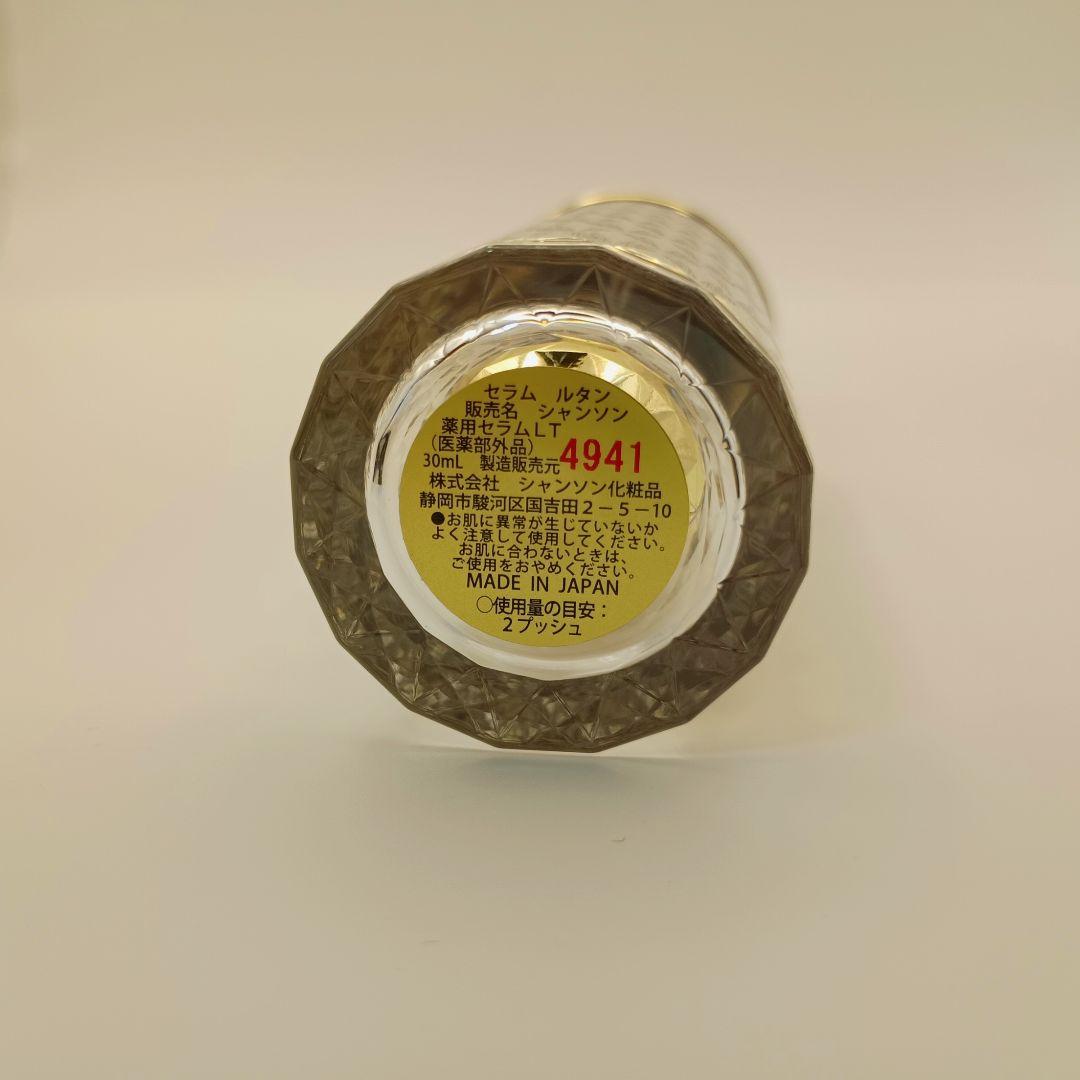 セラム ルタン
販売名 シャンソン
薬用セラムLT
(医薬部外品)
30mL 製造販売元 4941
株式会社 シャンソン化粧品
静岡市駿河区国吉田2-5-10
●お肌に異常が生じていないか
よく注意して使用してください。
お肌に合わないときは、
ご使用をおやめください。
MADE IN JAPAN
○使用量の目安：
2プッシュ